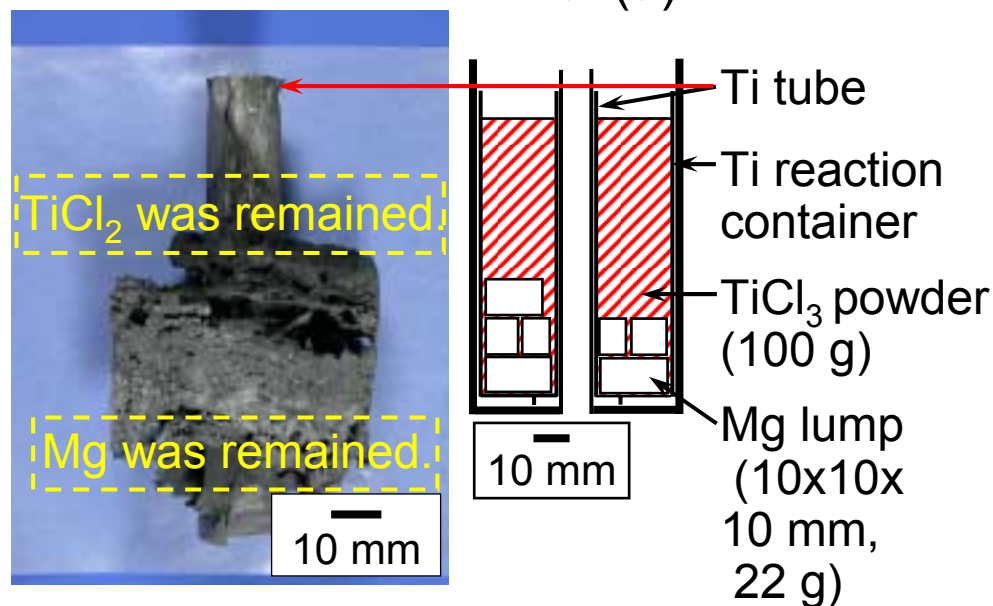 TiCl₂ was remained.
Mg was remained.
10 mm
10 mm
Ti tube
Ti reaction
container
TiCl₃ powder
(100 g)
Mg lump
(10x10x
10 mm,
22 g)